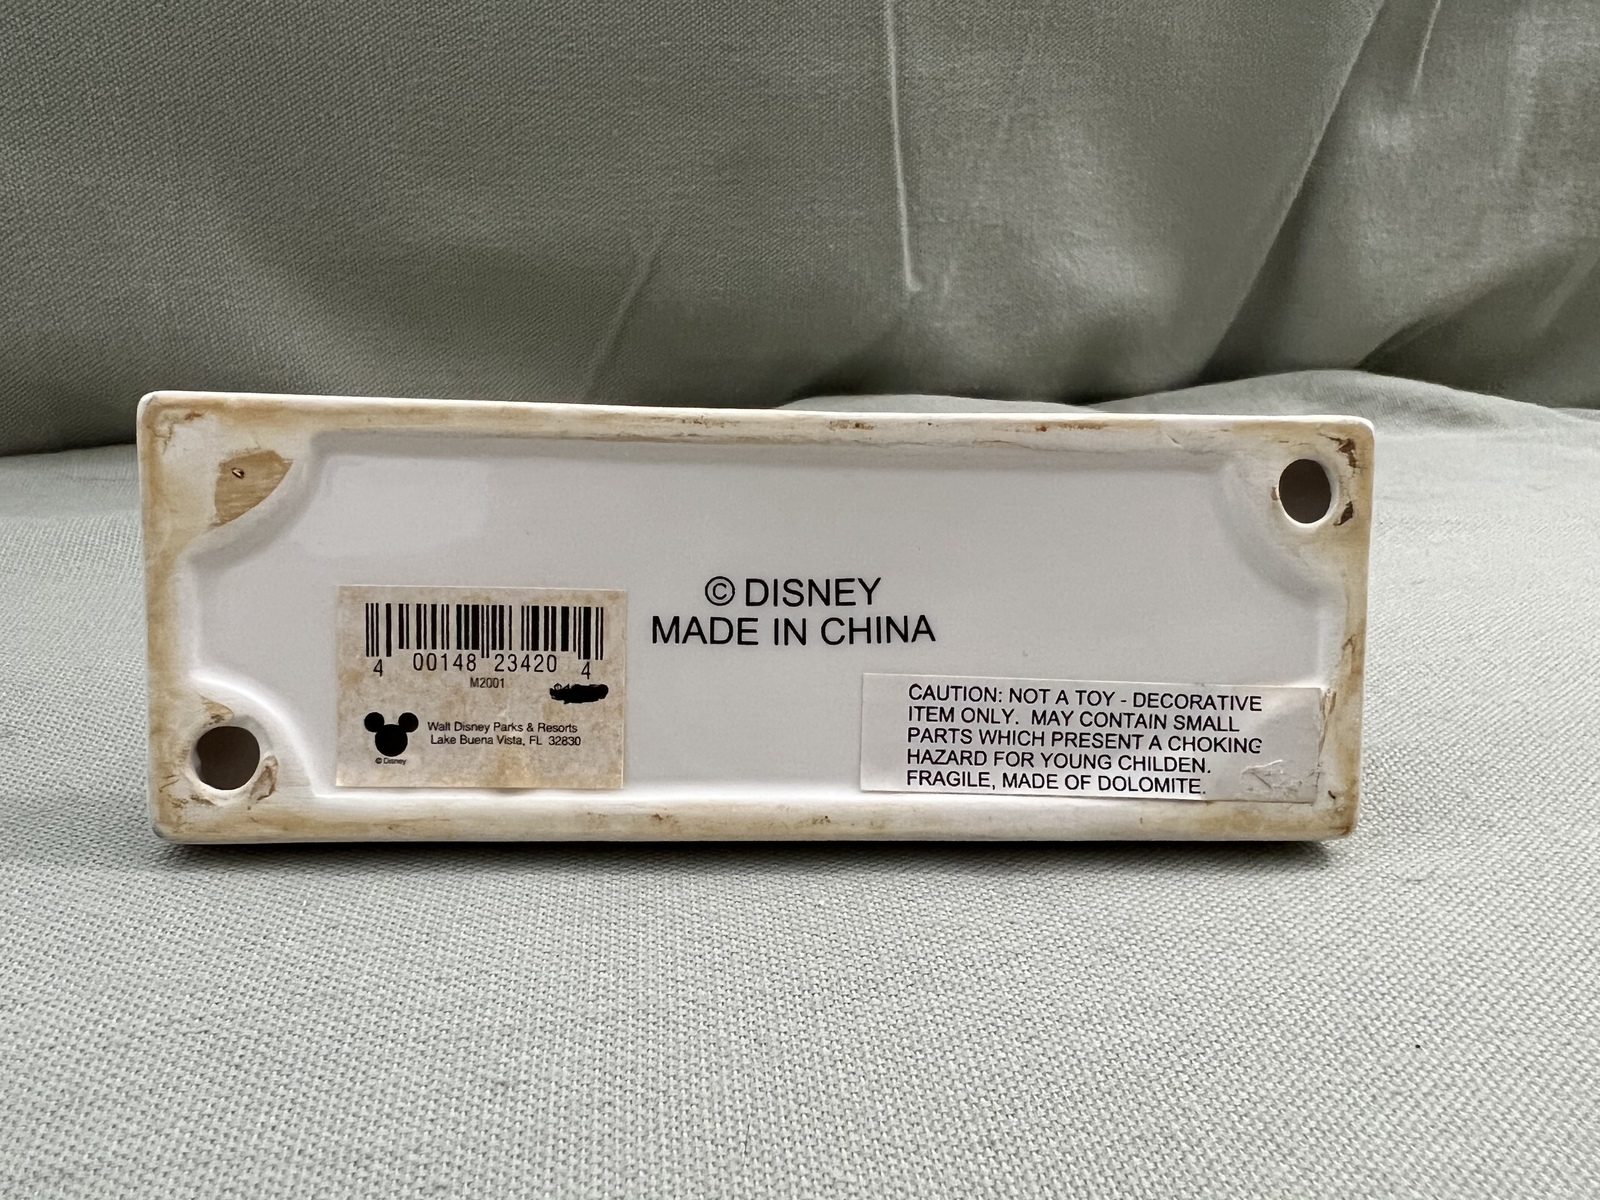 © DISNEY
MADE IN CHINA
4 00148 23420 4
M2001
Walt Disney Parks & Resorts
Lake Buena Vista, FL 32830
© Disney
CAUTION: NOT A TOY - DECORATIVE
ITEM ONLY. MAY CONTAIN SMALL
PARTS WHICH PRESENT A CHOKING
HAZARD FOR YOUNG CHILDEN.
FRAGILE, MADE OF DOLOMITE.